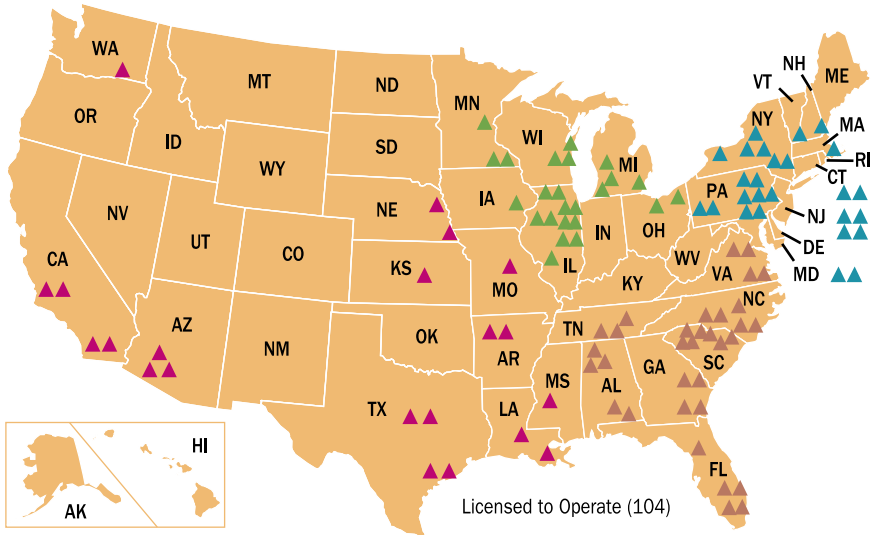 WA
MT
ND
MN
VT
NH
ME
OR
ID
SD
WI
MI
NY
MA
RI
CT
WY
NE
IA
PA
NJ
NV
UT
CO
IL
IN
OH
DE
MD
CA
KS
MO
KY
WV
VA
AZ
NM
OK
AR
TN
NC
SC
TX
LA
MS
AL
GA
FL
HI
AK
Licensed to Operate (104)